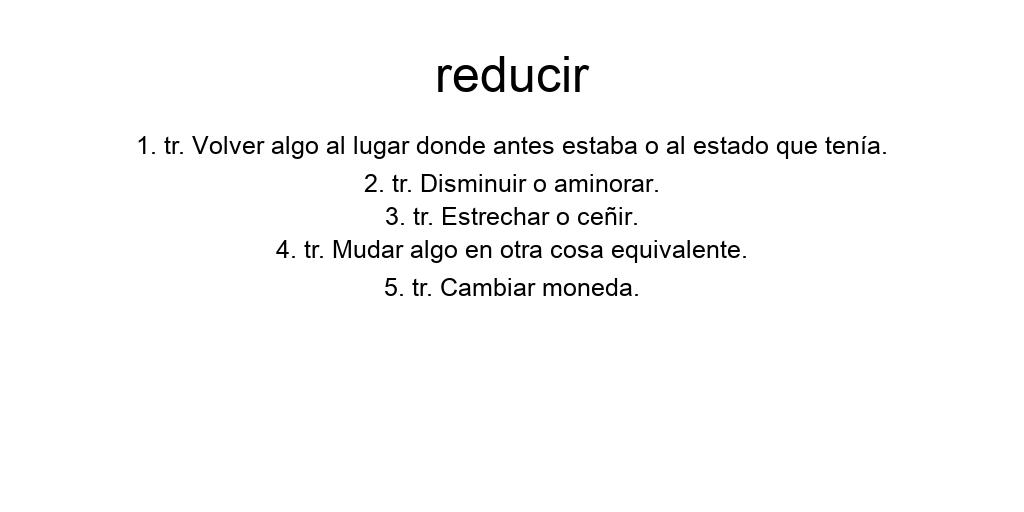 reducir
1. tr. Volver algo al lugar donde antes estaba o al estado que tenía.
2. tr. Disminuir o aminorar.
3. tr. Estrechar o ceñir.
4. tr. Mudar algo en otra cosa equivalente.
5. tr. Cambiar moneda.